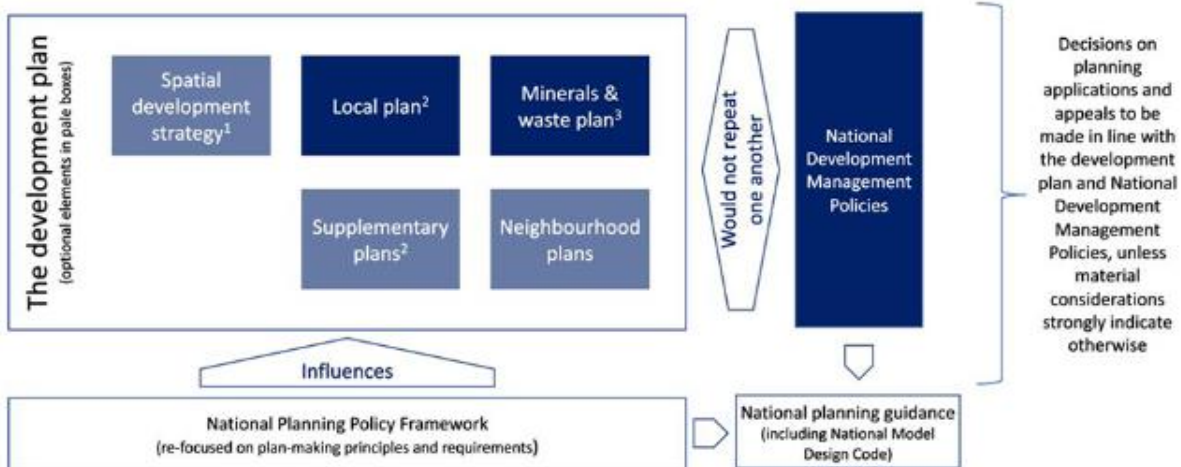 The development plan
(optional elements in pale boxes)
Spatial
development
strategy¹
Local plan²
Minerals &
waste plan³
Supplementary
plans²
Neighbourhood
plans
Would not repeat
one another
National
Development
Management
Policies
Decisions on
planning
applications and
appeals to be
made in line with
the development
plan and National
Development
Management
Policies, unless
material
considerations
strongly indicate
otherwise
Influences
National Planning Policy Framework
(re-focused on plan-making principles and requirements)
National planning guidance
(including National Model
Design Code)